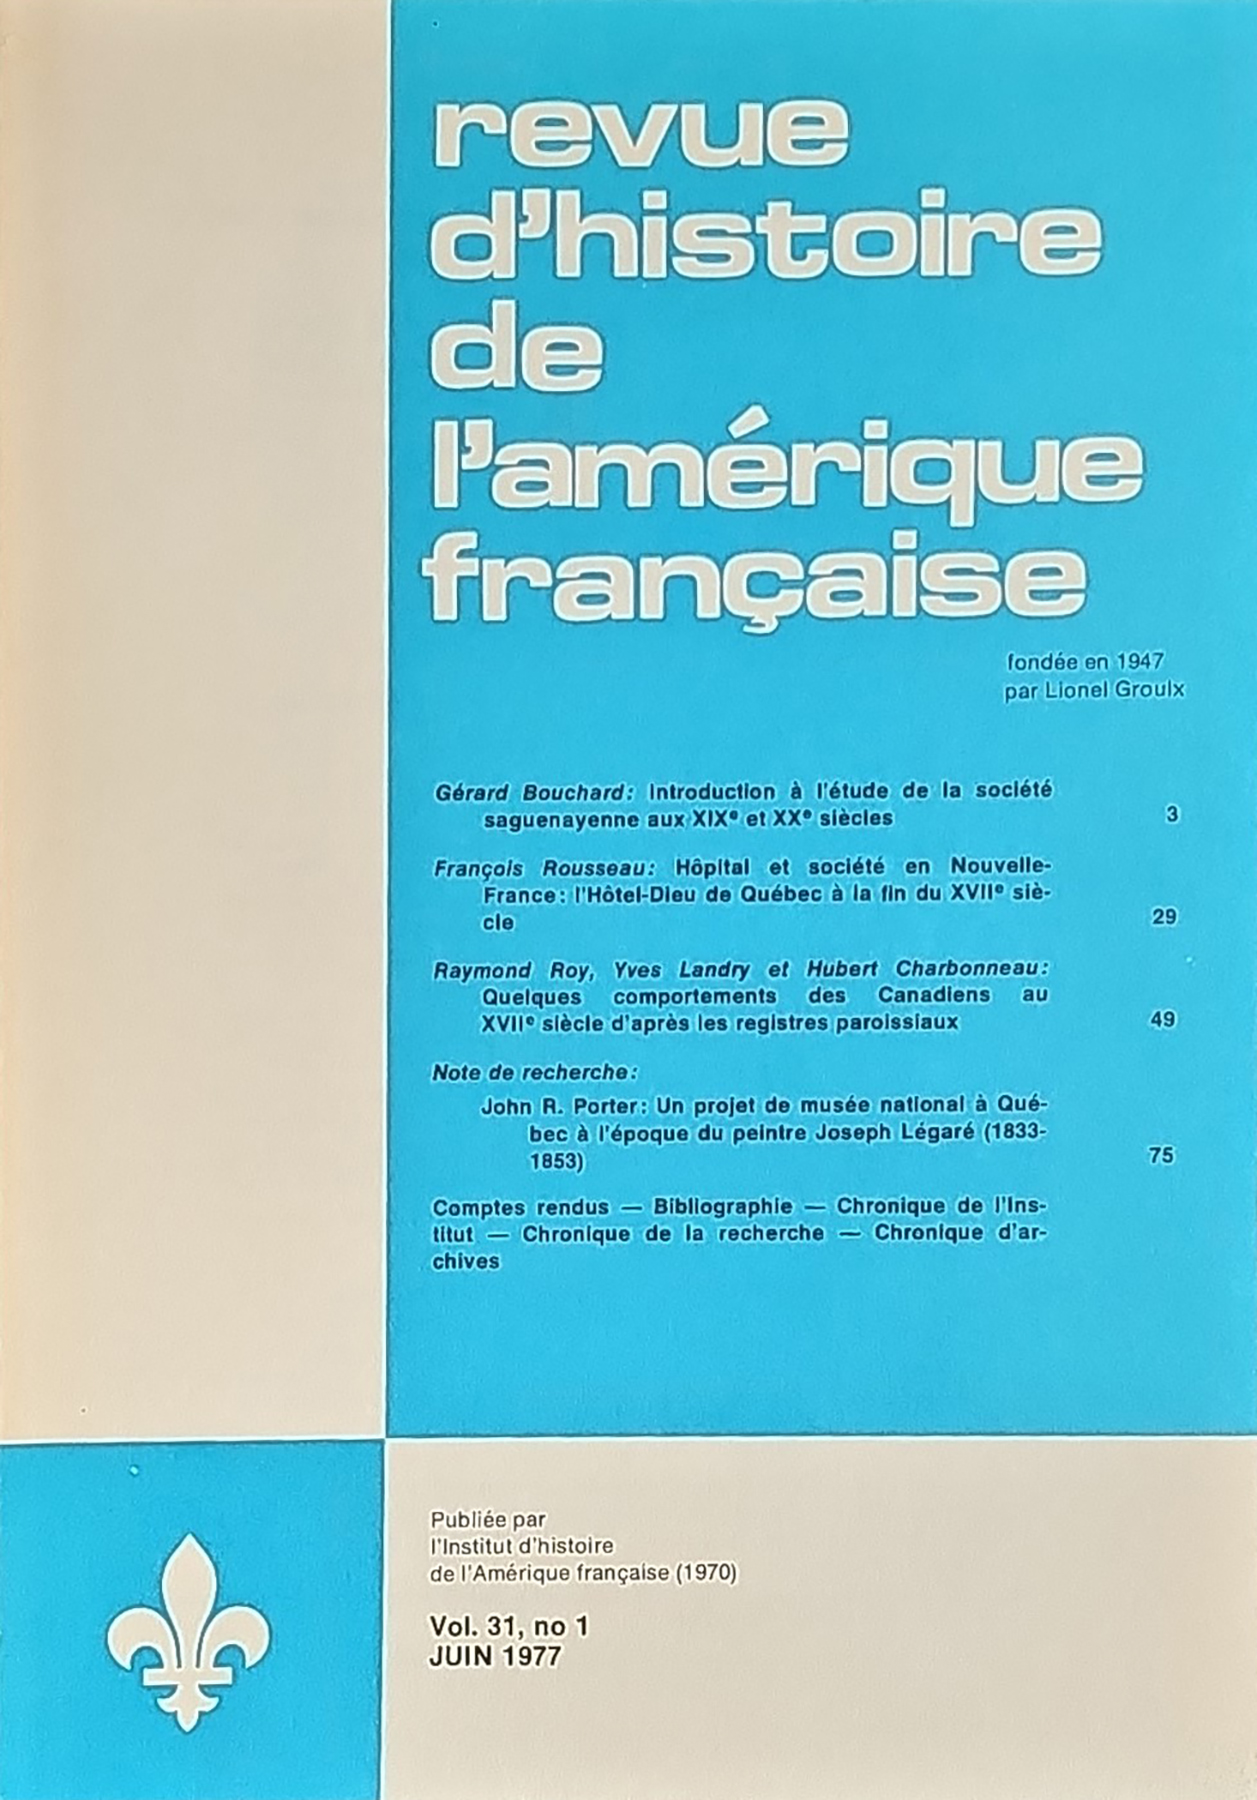 revue
d'histoire
de
l'amérique
française
fondée en 1947
par Lionel Groulx
Gérard Bouchard: Introduction à l'étude de la société
saguenayenne aux XIXe et XXe siècles 3
François Rousseau: Hôpital et société en Nouvelle-
France: l'Hôtel-Dieu de Québec à la fin du XVIIe siè-
cle 29
Raymond Roy, Yves Landry et Hubert Charbonneau:
Quelques comportements des Canadiens au
XVIIe siècle d'après les registres paroissiaux 49
Note de recherche:
John R. Porter: Un projet de musée national à Qué-
bec à l'époque du peintre Joseph Légaré (1833-
1853) 75
Comptes rendus — Bibliographie — Chronique de l'Ins-
titut — Chronique de la recherche — Chronique d'ar-
chives
Publiée par
l'Institut d'histoire
de l'Amérique française (1970)
Vol. 31, no 1
JUIN 1977